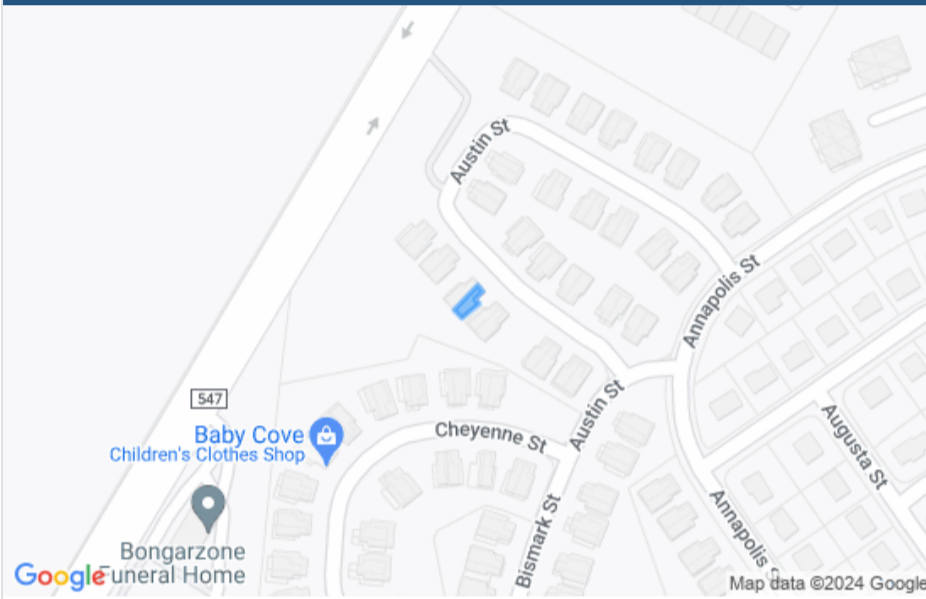 Austin St
Annapolis St
547
Baby Cove
Children's Clothes Shop
Cheyenne St
Austin St
Augusta St
Bismark St
Annapolis S
Bongarzone
Funeral Home
Google
Map data ©2024 Google